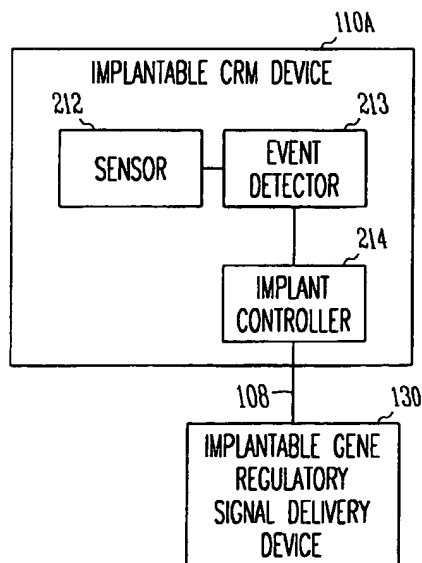 110A
IMPLANTABLE CRM DEVICE
212
213
SENSOR
EVENT
DETECTOR
214
IMPLANT
CONTROLLER
108
130
IMPLANTABLE GENE
REGULATORY
SIGNAL DELIVERY
DEVICE